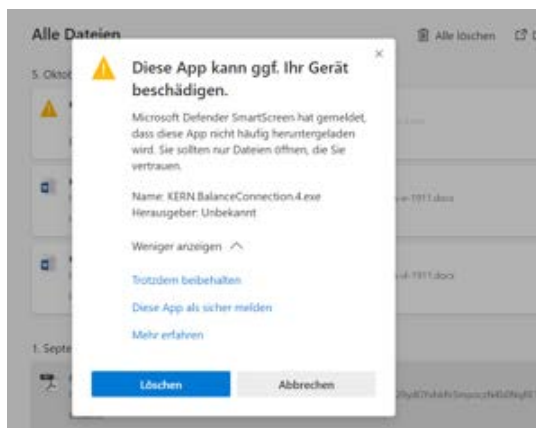 Alle Dateien
Alle löschen
5. Oktob
Diese App kann ggf. Ihr Gerät
beschädigen.
Microsoft Defender SmartScreen hat gemeldet,
dass diese App nicht häufig heruntergeladen
wird. Sie sollten nur Dateien öffnen, die Sie
vertrauen.
Name: KERN.BalanceConnection.4.exe
Herausgeber: Unbekannt
Weniger anzeigen
Trotzdem beibehalten
Diese App als sicher melden
Mehr erfahren
1. Septe
Löschen
Abbrechen